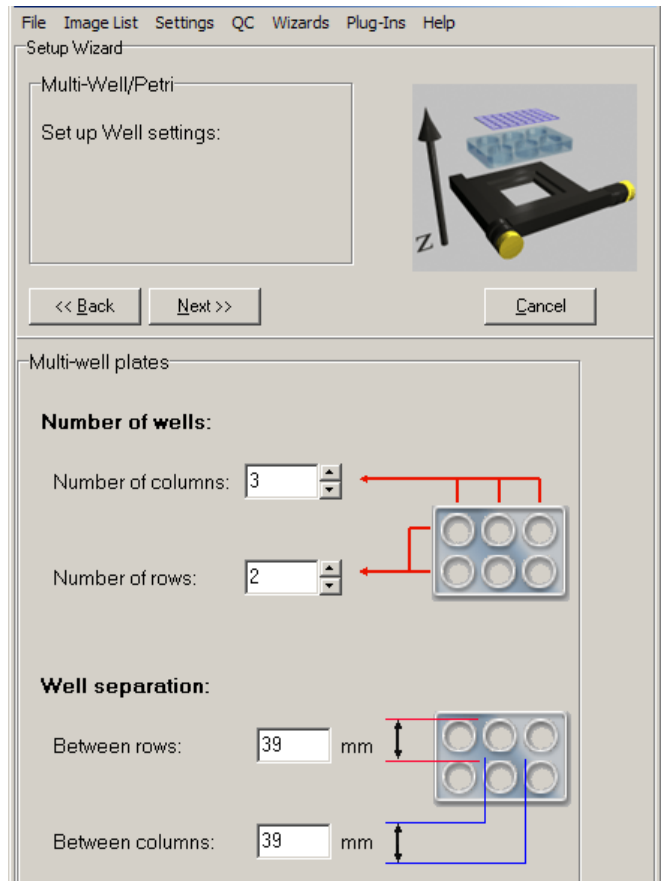 File Image List Settings QC Wizards Plug-Ins Help
Setup Wizard
Multi-Well/Petri
Set up Well settings:
Z
<< Back Next >> Cancel
Multi-well plates
Number of wells:
Number of columns: 3
Number of rows: 2
Well separation:
Between rows: 39 mm
Between columns: 39 mm